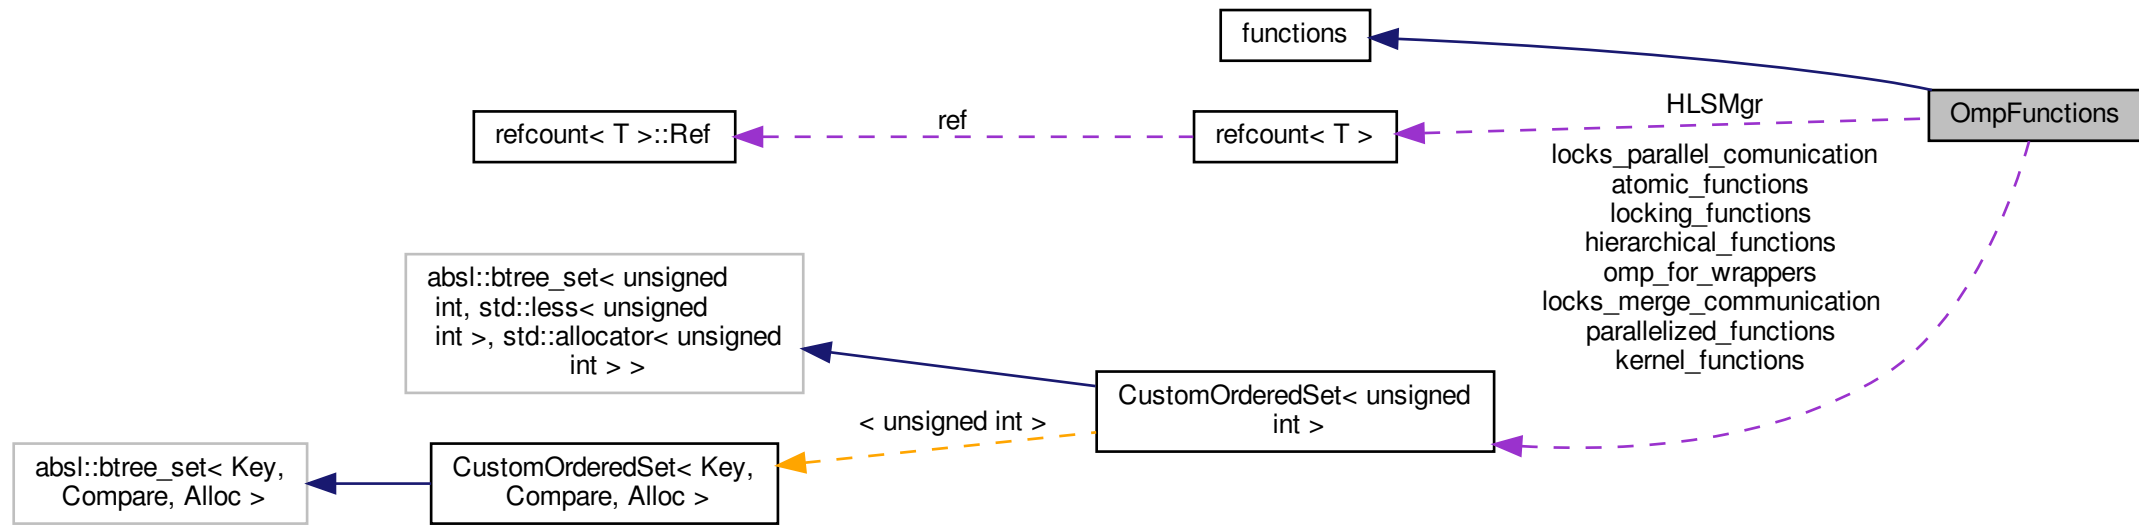 functions
OmpFunctions
HLSMgr
ref
refcount< T >::Ref
refcount< T >
locks_parallel_comunication
atomic_functions
locking_functions
hierarchical_functions
omp_for_wrappers
locks_merge_communication
parallelized_functions
kernel_functions
absl::btree_set< unsigned
int, std::less< unsigned
int >, std::allocator< unsigned
int > >
CustomOrderedSet< unsigned
int >
< unsigned int >
absl::btree_set< Key,
Compare, Alloc >
CustomOrderedSet< Key,
Compare, Alloc >